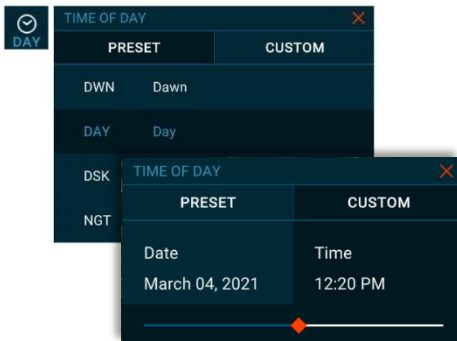 DAY
TIME OF DAY
PRESET CUSTOM
DWN Dawn
DAY Day
DSK
NGT
TIME OF DAY
PRESET CUSTOM
Date Time
March 04, 2021 12:20 PM